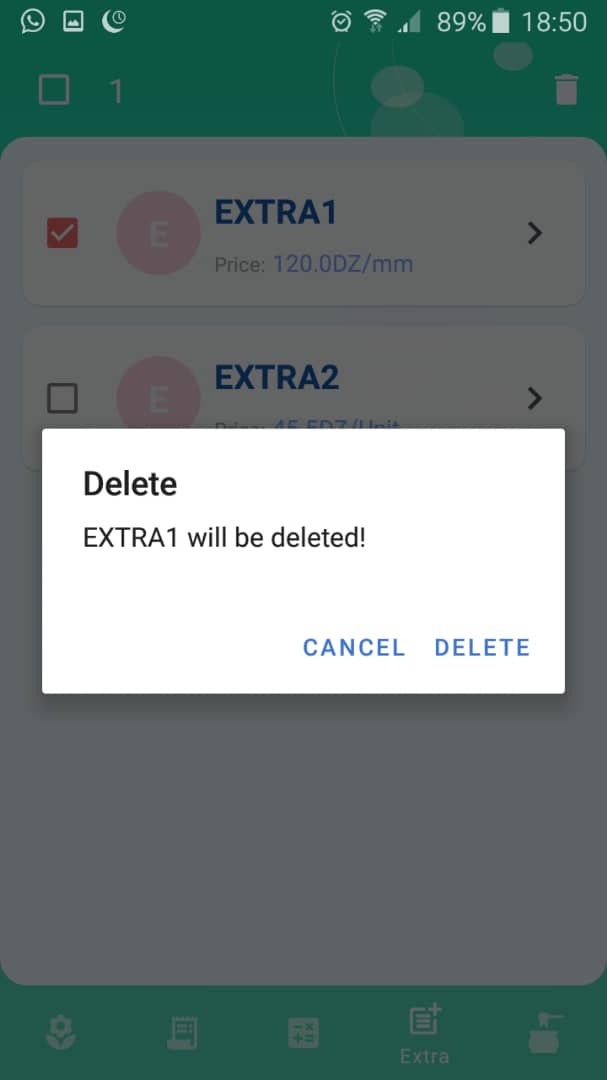 89% 18:50
1
E EXTRA1
Price: 120.0DZ/mm
E EXTRA2
Price: 45.5DZ/Unit
Delete
EXTRA1 will be deleted!
CANCEL DELETE
Extra